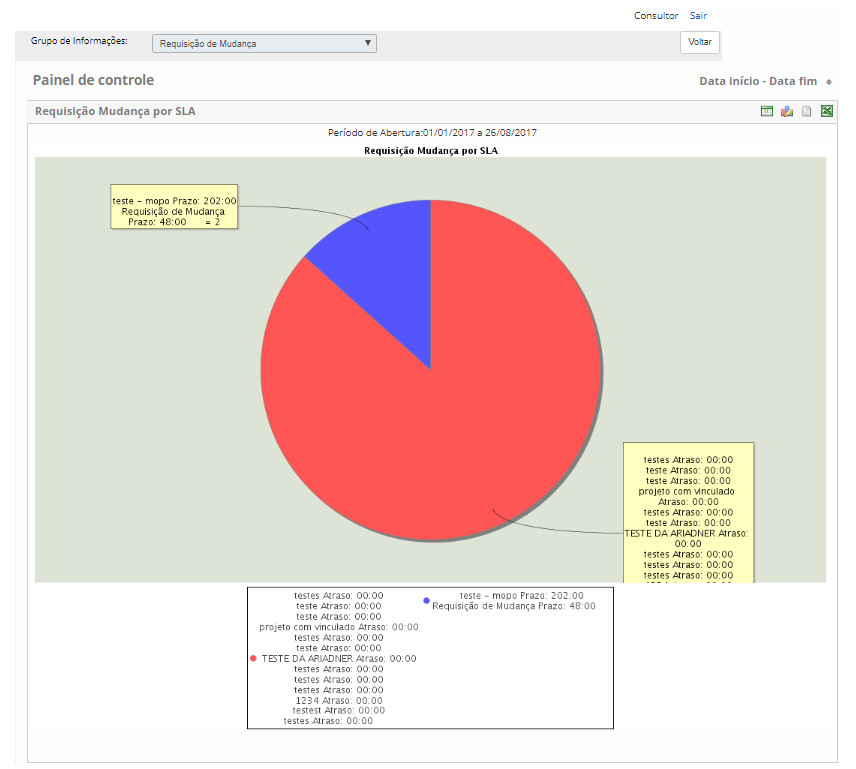 Consultor Sair
Grupo de Informações: Requisição de Mudança Voltar
Painel de controle Data início - Data fim
Requisição Mudança por SLA
Período de Abertura:01/01/2017 a 26/08/2017
Requisição Mudança por SLA
teste - mopo Prazo: 202:00
Requisição de Mudança
Prazo: 48:00 = 2
testes Atraso: 00:00
teste Atraso: 00:00
teste Atraso: 00:00
projeto com vinculado
Atraso: 00:00
testes Atraso: 00:00
teste Atraso: 00:00
TESTE DA ARIADNER Atraso:
00:00
testes Atraso: 00:00
testes Atraso: 00:00
testes Atraso: 00:00
testes Atraso: 00:00
teste Atraso: 00:00
teste Atraso: 00:00
projeto com vinculado Atraso: 00:00
testes Atraso: 00:00
teste Atraso: 00:00
TESTE DA ARIADNER Atraso: 00:00
testes Atraso: 00:00
testes Atraso: 00:00
testes Atraso: 00:00
1234 Atraso: 00:00
testest Atraso: 00:00
testes Atraso: 00:00
teste - mopo Prazo: 202:00
Requisição de Mudança Prazo: 48:00